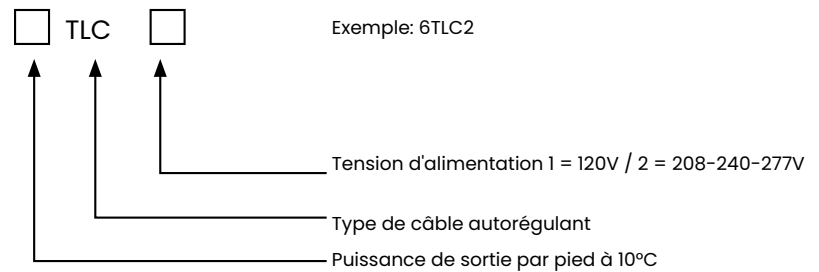 TLC
Exemple: 6TLC2
Tension d'alimentation 1 = 120V / 2 = 208-240-277V
Type de câble autorégulant
Puissance de sortie par pied à 10°C